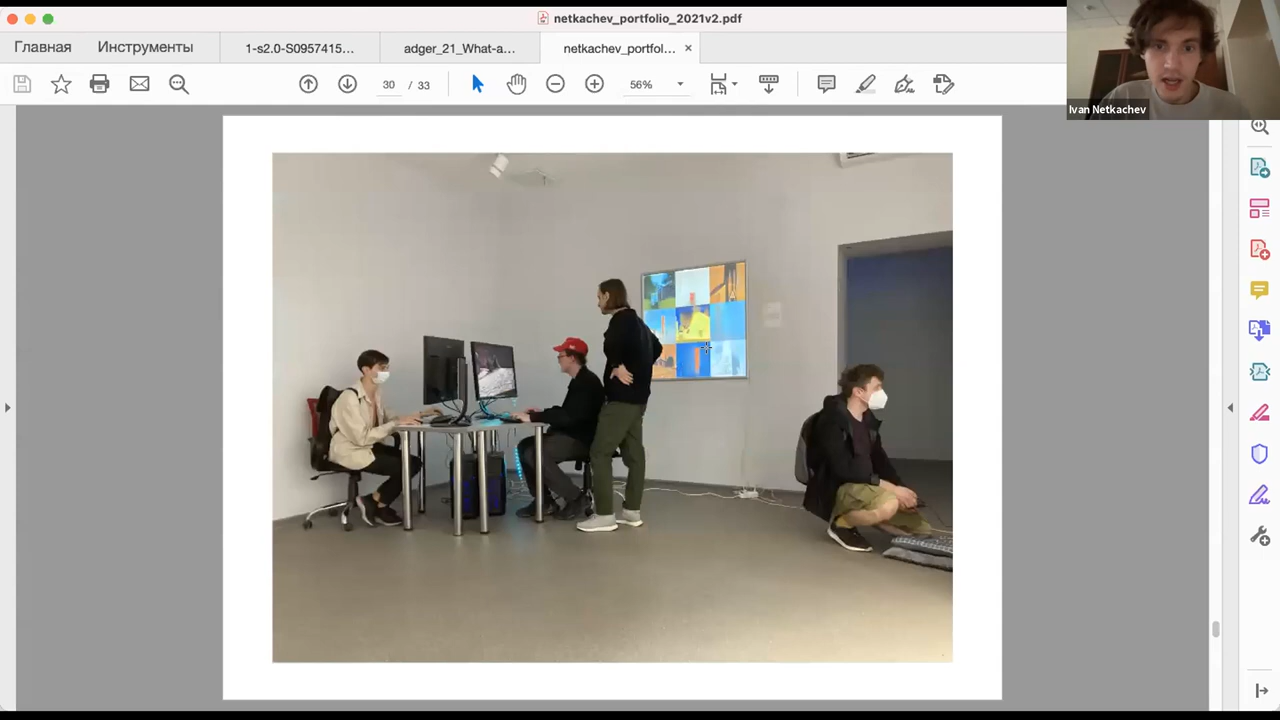 netkachev_portfolio_2021v2.pdf
Главная
Инструменты
1-s2.0-S0957415...
adger_21_What-a...
netkachev_portfol...
30 / 33
56%
Ivan Netkachev